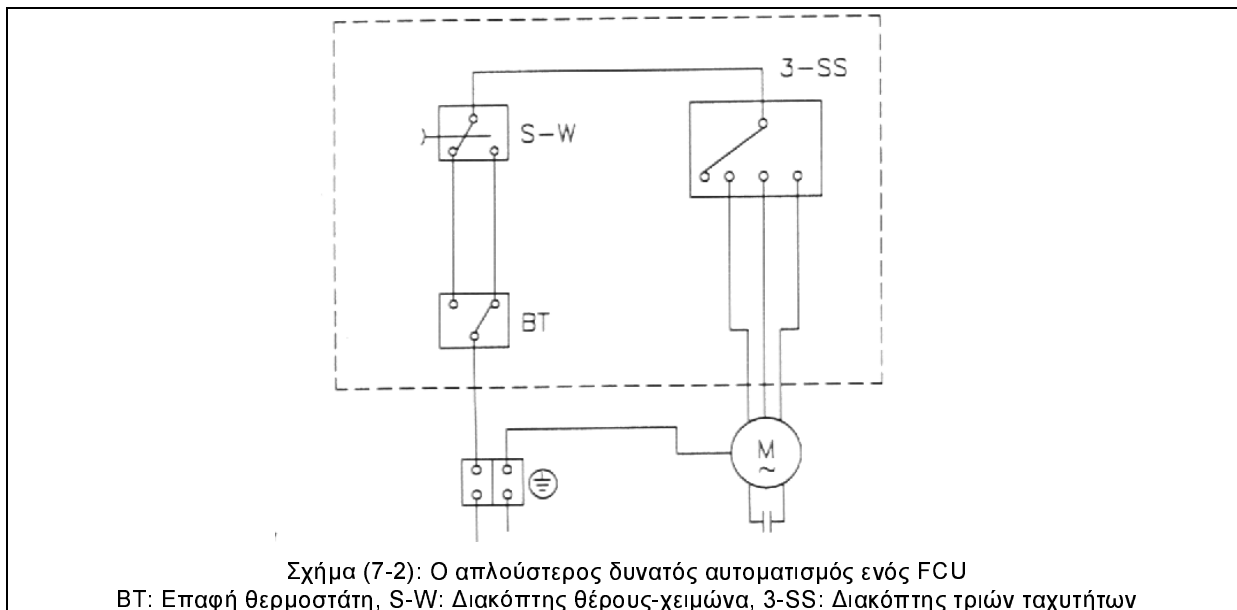 3-SS
S-W
BT
M
~
Σχήμα (7-2): Ο απλούστερος δυνατός αυτοματισμός ενός FCU
BT: Επαφή θερμοστάτη, S-W: Διακόπτης θέρους-χειμώνα, 3-SS: Διακόπτης τριών ταχυτήτων